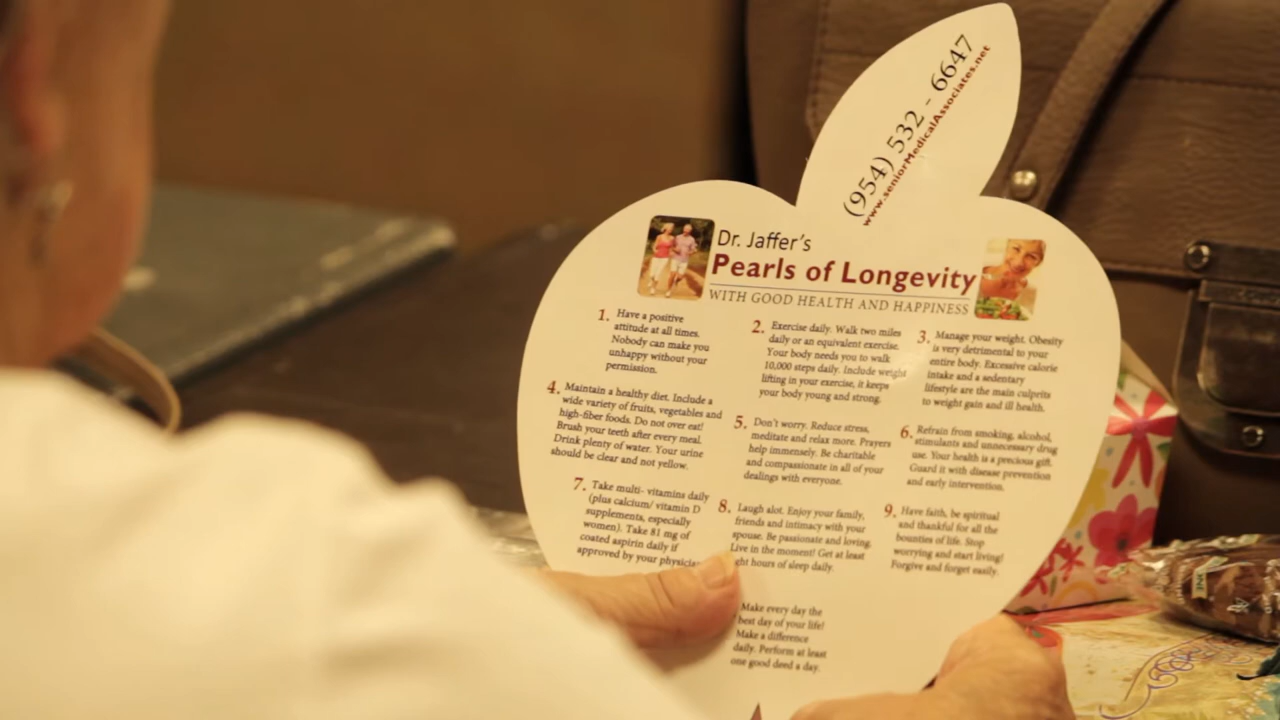 (954) 532 - 6647
www.seniorMedicalAssociates.net
Dr. Jaffer's
Pearls of Longevity
WITH GOOD HEALTH AND HAPPINESS
1. Have a positive
attitude at all times.
Nobody can make you
unhappy without your
permission.
2. Exercise daily. Walk two miles
daily or an equivalent exercise.
Your body needs you to walk
10,000 steps daily. Include weight
lifting in your exercise, it keeps
your body young and strong.
3. Manage your weight. Obesity
is very detrimental to your
entire body. Excessive calorie
intake and a sedentary
lifestyle are the main culprits
to weight gain and ill health.
4. Maintain a healthy diet. Include a
wide variety of fruits, vegetables and
high-fiber foods. Do not over eat!
Brush your teeth after every meal.
Drink plenty of water. Your urine
should be clear and not yellow.
5. Don't worry. Reduce stress,
meditate and relax more. Prayers
help immensely. Be charitable
and compassionate in all of your
dealings with everyone.
6. Refrain from smoking, alcohol,
stimulants and unnecessary drug
use. Your health is a precious gift.
Guard it with disease prevention
and early intervention.
7. Take multi- vitamins daily
(plus calcium/ vitamin D
supplements, especially
women). Take 81 mg of
coated aspirin daily if
approved by your physician
8. Laugh alot. Enjoy your family,
friends and intimacy with your
spouse. Be passionate and loving.
Live in the moment! Get at least
ght hours of sleep daily.
9. Have faith, be spiritual
and thankful for all the
bounties of life. Stop
worrying and start living!
Forgive and forget easily.
Make every day the
best day of your life!
Make a difference
daily. Perform at least
one good deed a day.